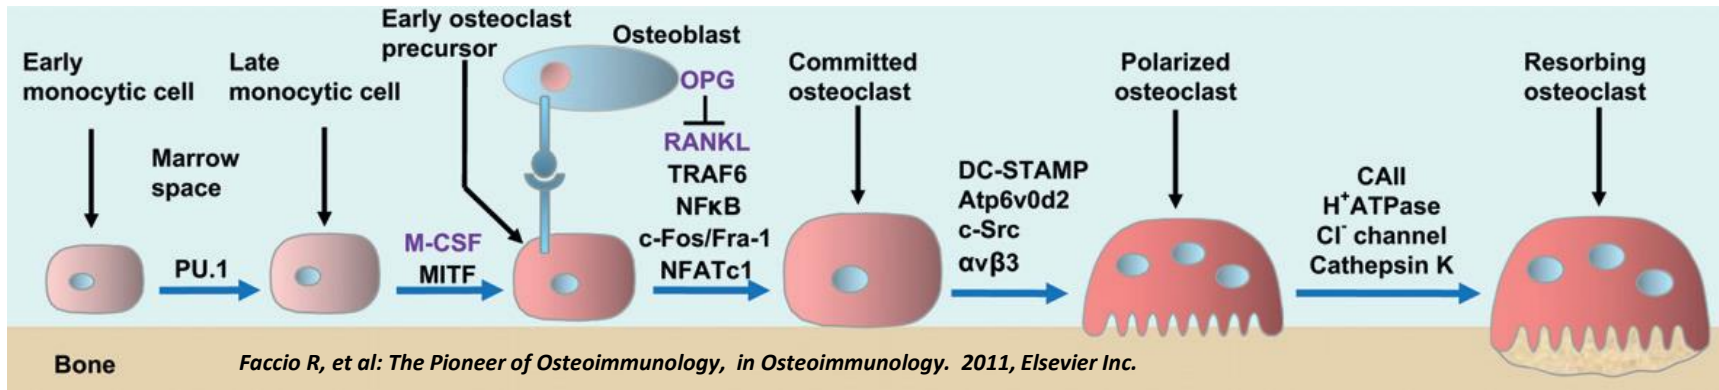 Early
monocytic cell
Marrow
space
PU.1
Late
monocytic cell
M-CSF
MITF
Early osteoclast
precursor
Osteoblast
OPG
RANKL
TRAF6
NFκB
c-Fos/Fra-1
NFATc1
Committed
osteoclast
DC-STAMP
Atp6v0d2
c-Src
αvβ3
Polarized
osteoclast
CAII
H⁺ATPase
Cl⁻ channel
Cathepsin K
Resorbing
osteoclast
Bone
Faccio R, et al: The Pioneer of Osteoimmunology, in Osteoimmunology. 2011, Elsevier Inc.